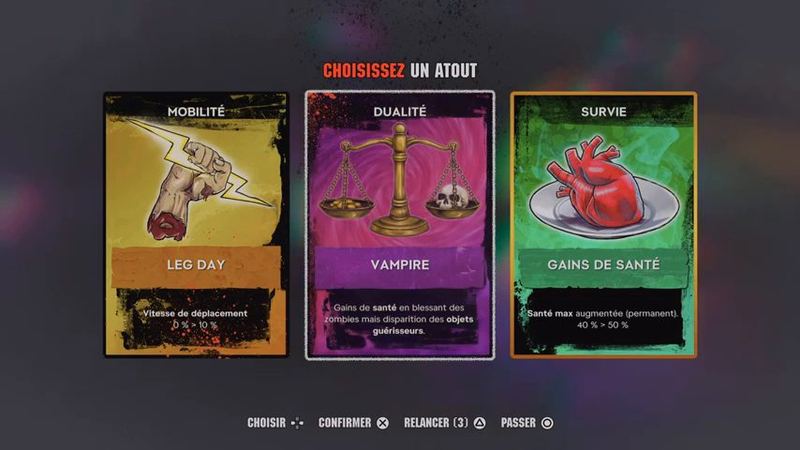 CHOISISSEZ UN ATOUT
MOBILITÉ
LEG DAY
Vitesse de déplacement
0 % > 10 %
DUALITÉ
VAMPIRE
Gains de santé en blessant des
zombies mais disparition des objets
guérisseurs.
SURVIE
GAINS DE SANTÉ
Santé max augmentée (permanent).
40 % > 50 %
CHOISIR CONFIRMER RELANCER (3) PASSER